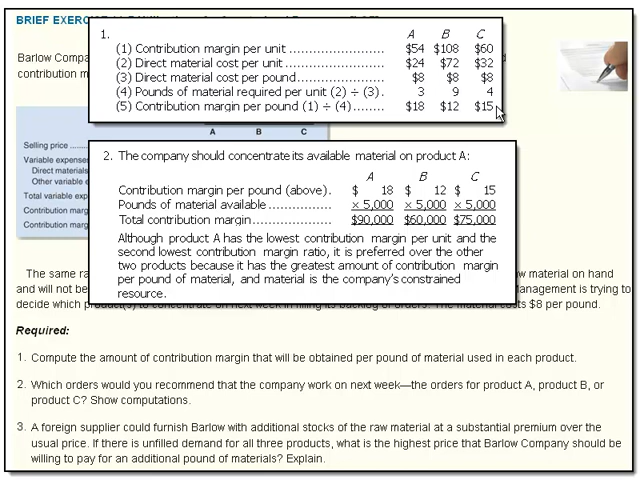 BRIEF EXERC
Barlow Compa
contribution m
1.
A B C
(1) Contribution margin per unit ........................ $54 $108 $60
(2) Direct material cost per unit ......................... $24 $72 $32
(3) Direct material cost per pound...................... $8 $8 $8
(4) Pounds of material required per unit (2) ÷ (3). 3 9 4
(5) Contribution margin per pound (1) ÷ (4)........ $18 $12 $15
A B C
Selling price
Variable expenses
Direct materials
Other variable e
Total variable exp
Contribution marg
Contribution marg
2. The company should concentrate its available material on product A:
A B C
Contribution margin per pound (above). $ 18 $ 12 $ 15
Pounds of material available ................ × 5,000 × 5,000 × 5,000
Total contribution margin.................... $90,000 $60,000 $75,000
Although product A has the lowest contribution margin per unit and the
second lowest contribution margin ratio, it is preferred over the other
two products because it has the greatest amount of contribution margin
per pound of material, and material is the company's constrained
resource.
The same ra w material on hand
and will not be Management is trying to
decide which product(s) to concentrate on next week in filling its backlog of orders. The material costs $8 per pound.
Required:
1. Compute the amount of contribution margin that will be obtained per pound of material used in each product.
2. Which orders would you recommend that the company work on next week—the orders for product A, product B, or
product C? Show computations.
3. A foreign supplier could furnish Barlow with additional stocks of the raw material at a substantial premium over the
usual price. If there is unfilled demand for all three products, what is the highest price that Barlow Company should be
willing to pay for an additional pound of materials? Explain.